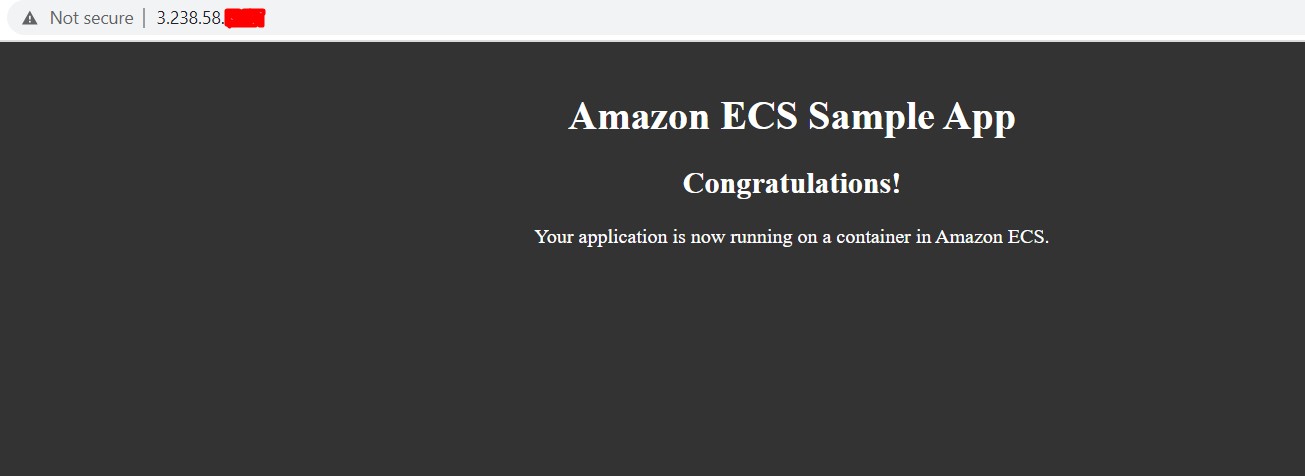 Not secure | 3.238.58.
Amazon ECS Sample App
Congratulations!
Your application is now running on a container in Amazon ECS.